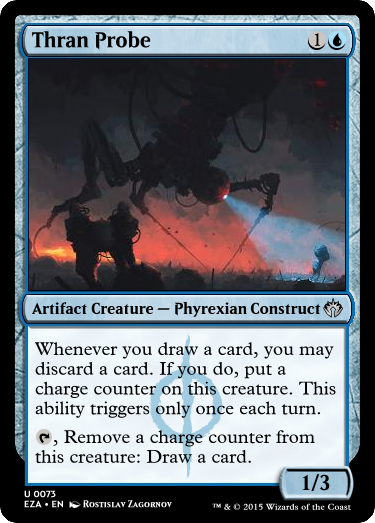 Thran Probe 1
Artifact Creature — Phyrexian Construct
Whenever you draw a card, you may
discard a card. If you do, put a
charge counter on this creature. This
ability triggers only once each turn.
, Remove a charge counter from
this creature: Draw a card.
1/3
U 0073
EZA • EN Rostislav Zagornov
™ & © 2015 Wizards of the Coast